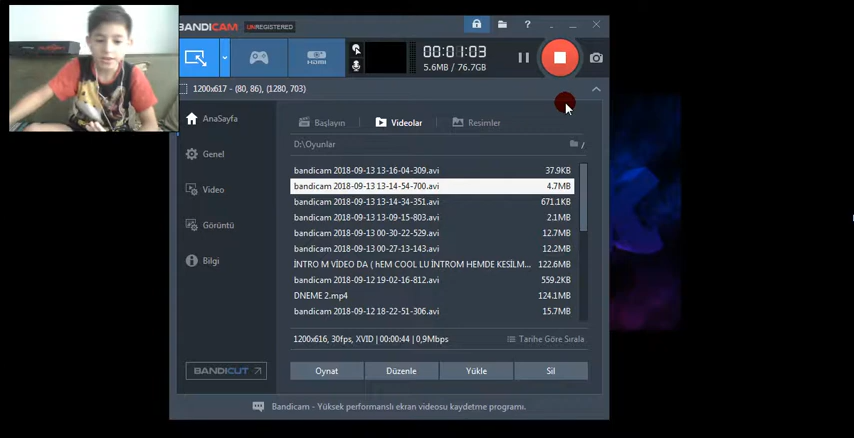 BANDICAM UNREGISTERED
HDMI
00:01:03
5.6MB / 76.7GB
1200x617 - (80, 86), (1280, 703)
AnaSayfa
Genel
Video
Görüntü
Bilgi
BANDICUT
Başlayın Videolar Resimler
D:\Oyunlar
bandicam 2018-09-13 13-16-04-309.avi 37.9KB
bandicam 2018-09-13 13-14-54-700.avi 4.7MB
bandicam 2018-09-13 13-14-34-351.avi 671.1KB
bandicam 2018-09-13 13-09-15-803.avi 2.1MB
bandicam 2018-09-13 00-30-22-529.avi 12.7MB
bandicam 2018-09-13 00-27-13-143.avi 12.2MB
İNTRO M VİDEO DA ( hEM COOL LU İNTROM HEMDE KESİLM... 122.6MB
bandicam 2018-09-12 19-02-16-812.avi 559.2KB
DNEME 2.mp4 124.1MB
bandicam 2018-09-12 18-22-51-306.avi 15.7MB
1200x616, 30fps, XVID | 00:00:44 | 0,9Mbps Tarihe Göre Sırala
Oynat Düzenle Yükle Sil
Bandicam - Yüksek performanslı ekran videosu kaydetme programı.